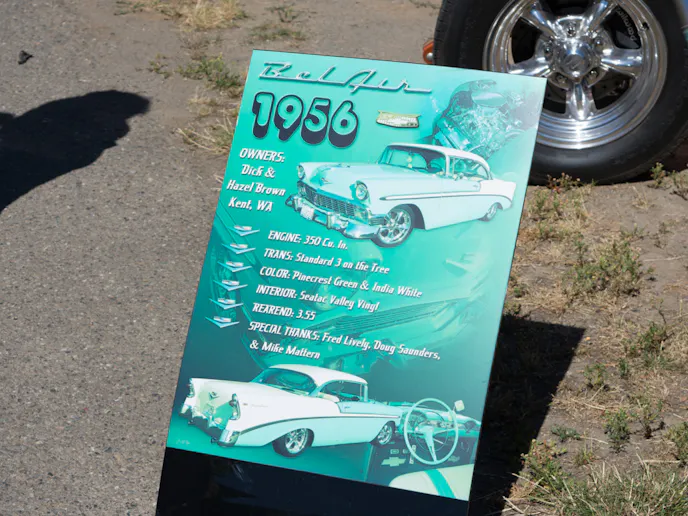 Bel Air
1956
OWNERS:
Dick &
Hazel Brown
Kent, WA
ENGINE: 350 Cu. In.
TRANS: Standard 3 on the Tree
COLOR: Pinecrest Green & India White
INTERIOR: Seatac Valley Vinyl
REAREND: 3.55
SPECIAL THANKS: Fred Lively, Doug Saunders,
& Mike Mattern